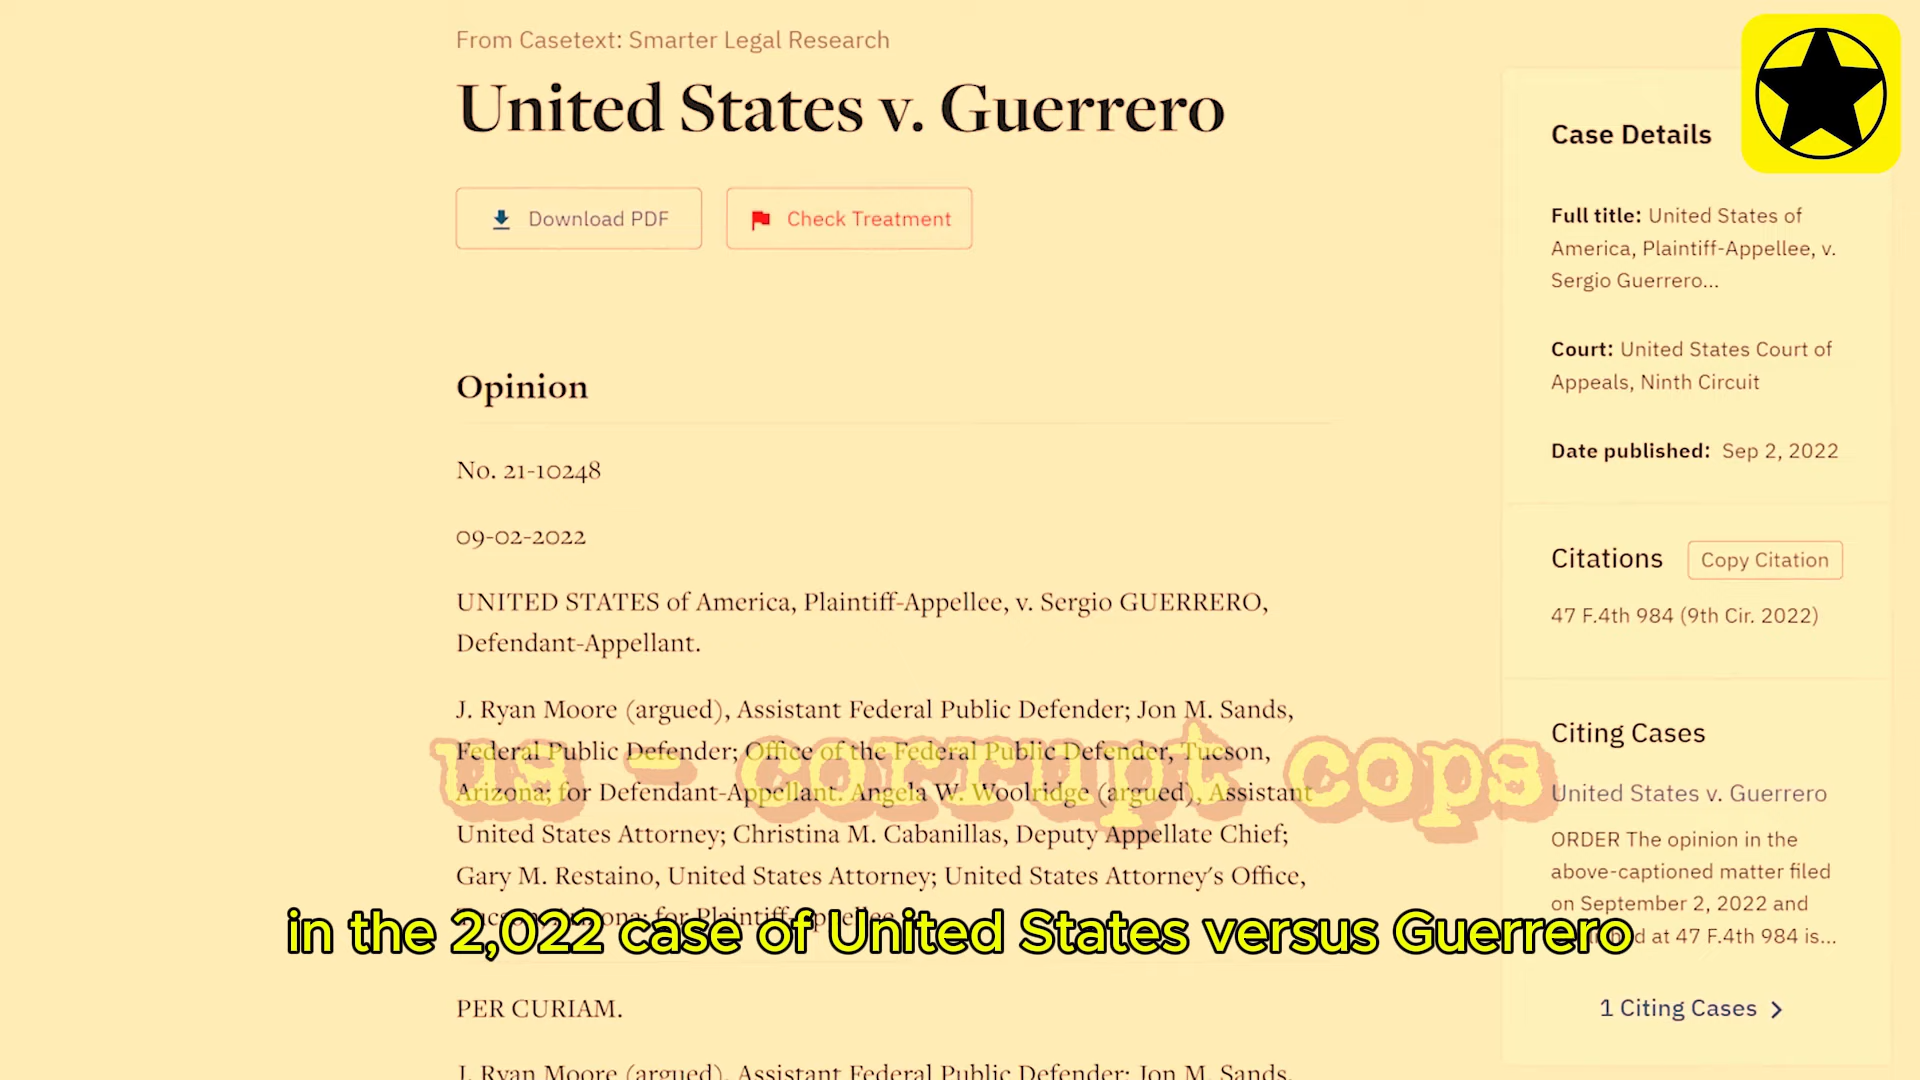 From Casetext: Smarter Legal Research
United States v. Guerrero
Download PDF
Check Treatment
Opinion
No. 21-10248
09-02-2022
UNITED STATES of America, Plaintiff-Appellee, v. Sergio GUERRERO,
Defendant-Appellant.
J. Ryan Moore (argued), Assistant Federal Public Defender; Jon M. Sands,
Federal Public Defender; Office of the Federal Public Defender, Tucson,
Arizona; for Defendant-Appellant. Angela W. Woolridge (argued), Assistant
United States Attorney; Christina M. Cabanillas, Deputy Appellate Chief;
Gary M. Restaino, United States Attorney; United States Attorney's Office,
for Plaintiff-Appellee.
us - corrupt cops
in the 2,022 case of United States versus Guerrero
PER CURIAM.
J. Ryan Moore (argued), Assistant Federal Public Defender; Jon M. Sands,
Case Details
Full title: United States of
America, Plaintiff-Appellee, v.
Sergio Guerrero...
Court: United States Court of
Appeals, Ninth Circuit
Date published: Sep 2, 2022
Citations
Copy Citation
47 F.4th 984 (9th Cir. 2022)
Citing Cases
United States v. Guerrero
ORDER The opinion in the
above-captioned matter filed
on September 2, 2022 and
at 47 F.4th 984 is...
1 Citing Cases